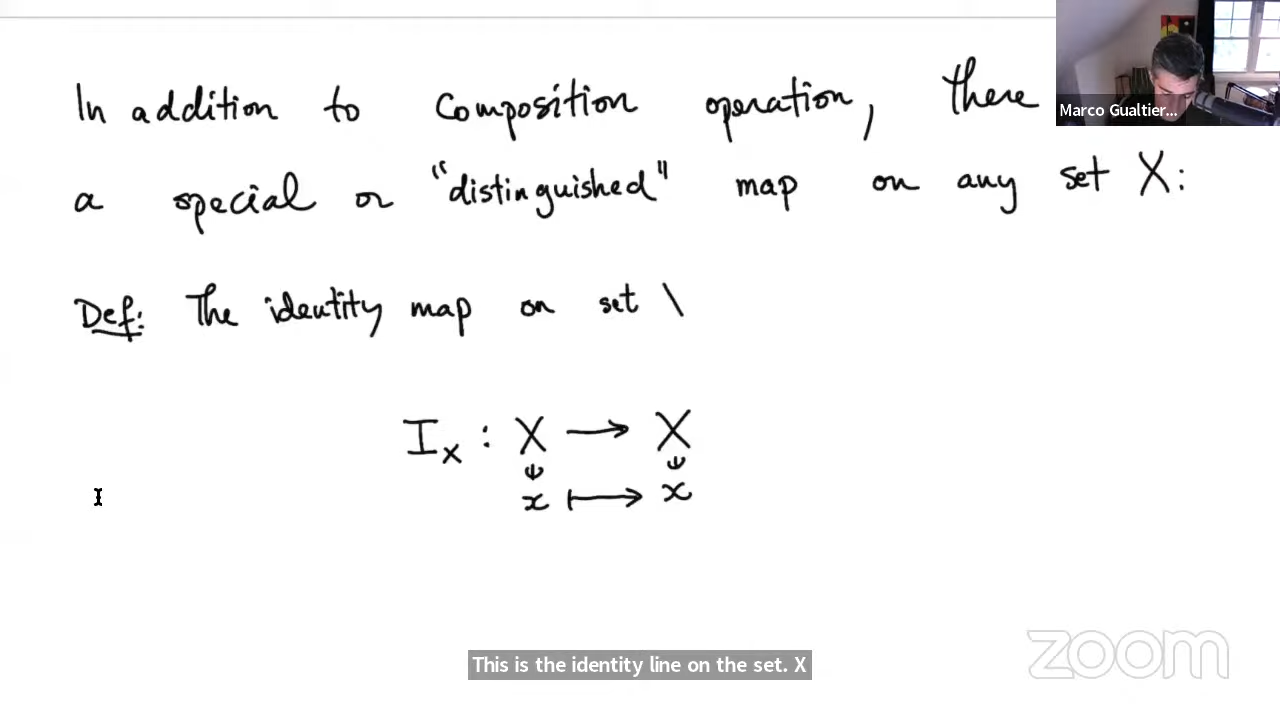 In addition to composition operation, there
Marco Gualtier...
a special or "distinguished" map on any set X:
Def: The identity map on set \
I_X : X → X
x ↦ x
This is the identity line on the set. X
zoom